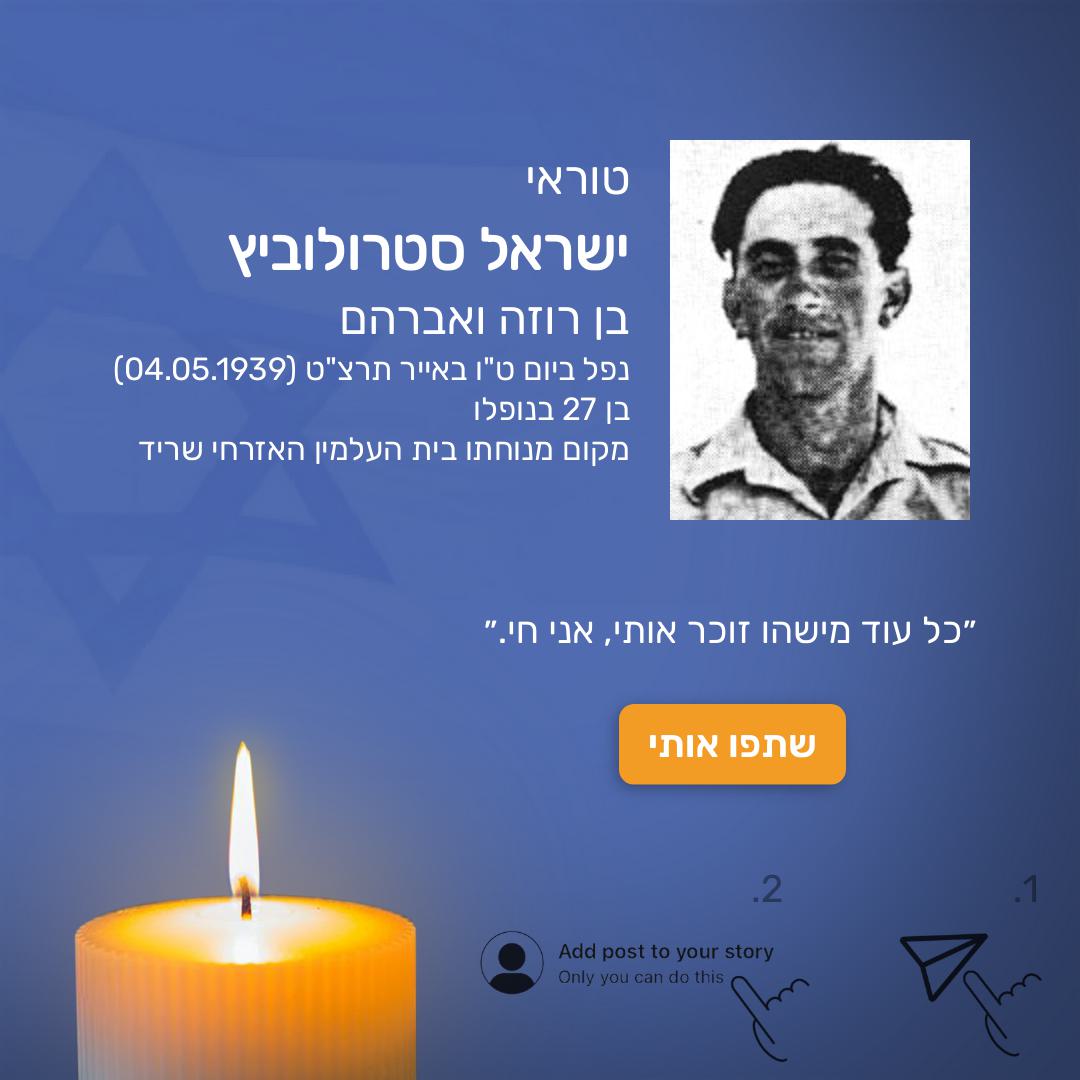 טוראי
ישראל סטרולוביץ
בן רוזה ואברהם
נפל ביום ט"ו באייר תרצ"ט (04.05.1939)
בן 27 בנופלו
מקום מנוחתו בית העלמין האזרחי שריד
"כל עוד מישהו זוכר אותי, אני חי."
שתפו אותי
1.
2.
Add post to your story
Only you can do this